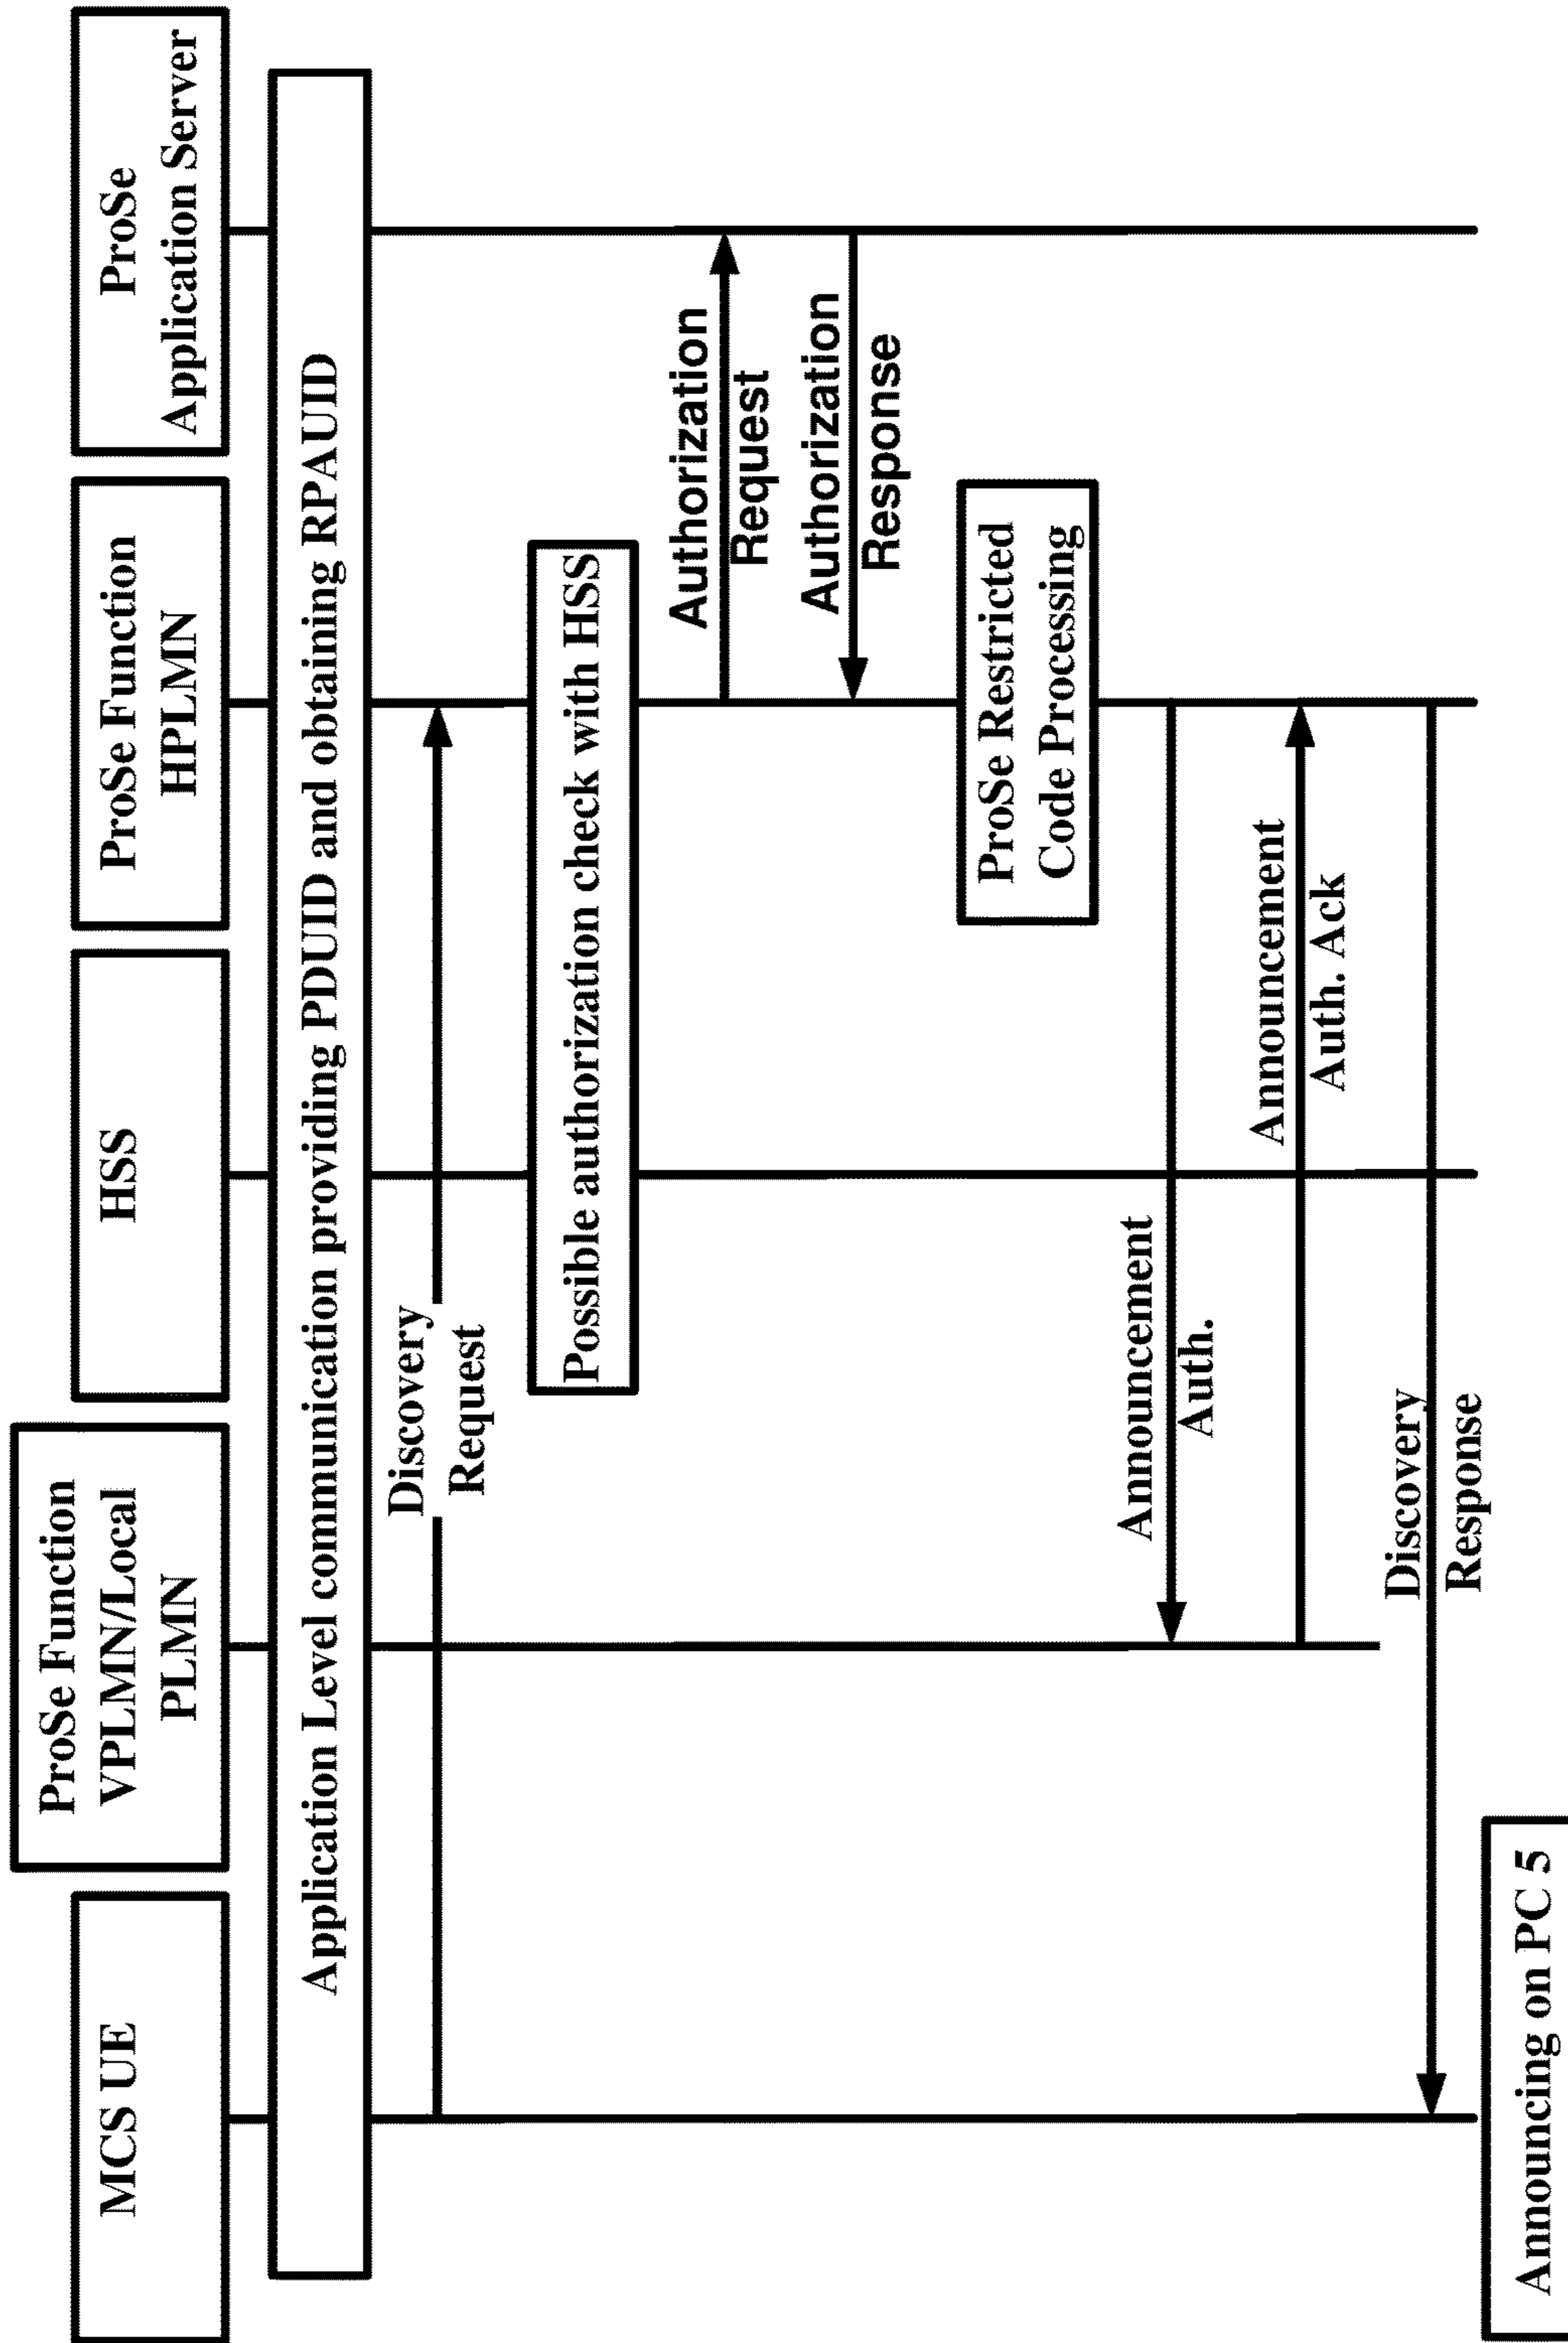 MCS UE
ProSe Function
VPLMN/Local
PLMN
HSS
ProSe Function
HPLMN
ProSe
Application Server
Application Level communication providing PDUID and obtaining RPAUID
Discovery
Request
Possible authorization check with HSS
Authorization
Request
Authorization
Response
ProSe Restricted
Code Processing
Announcement
Auth.
Announcement
Auth. Ack
Discovery
Response
Announcing on PC 5